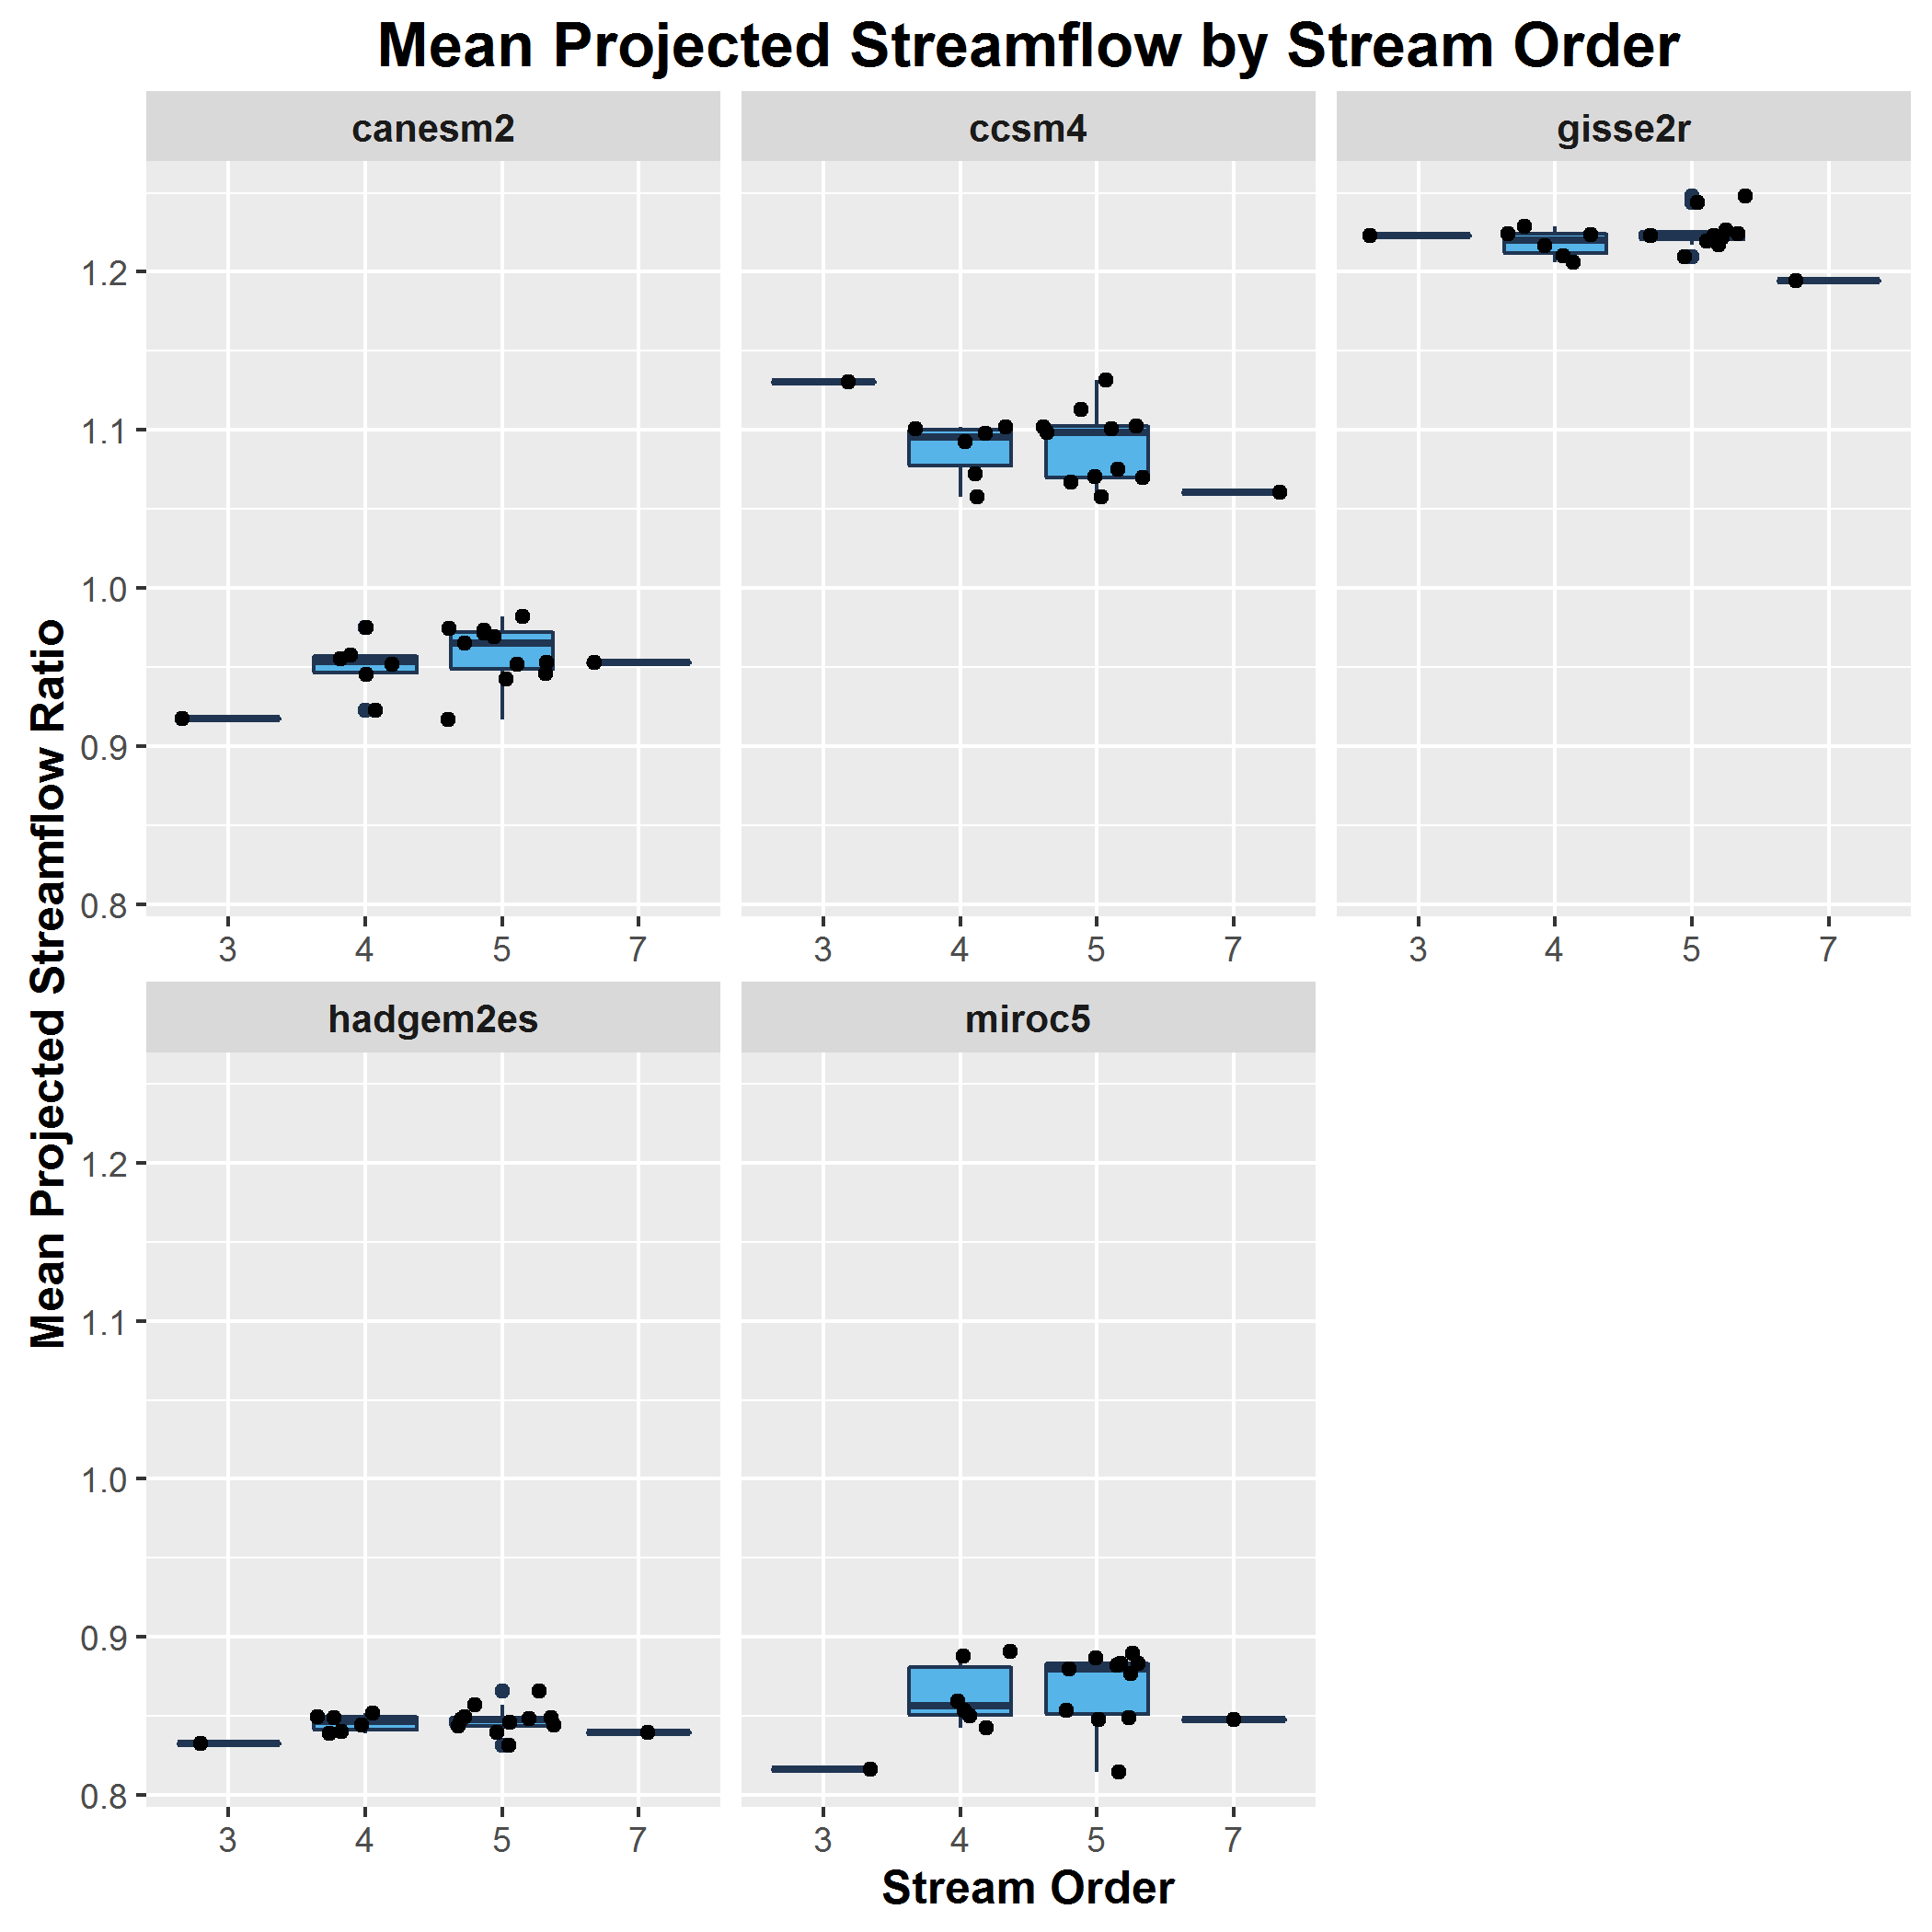 Mean Projected Streamflow by Stream Order
canesm2
ccsm4
gisse2r
Mean Projected Streamflow Ratio
1.2
1.1
1.0
0.9
0.8
3 4 5 7
3 4 5 7
3 4 5 7
hadgem2es
miroc5
1.2
1.1
1.0
0.9
0.8
3 4 5 7
3 4 5 7
Stream Order